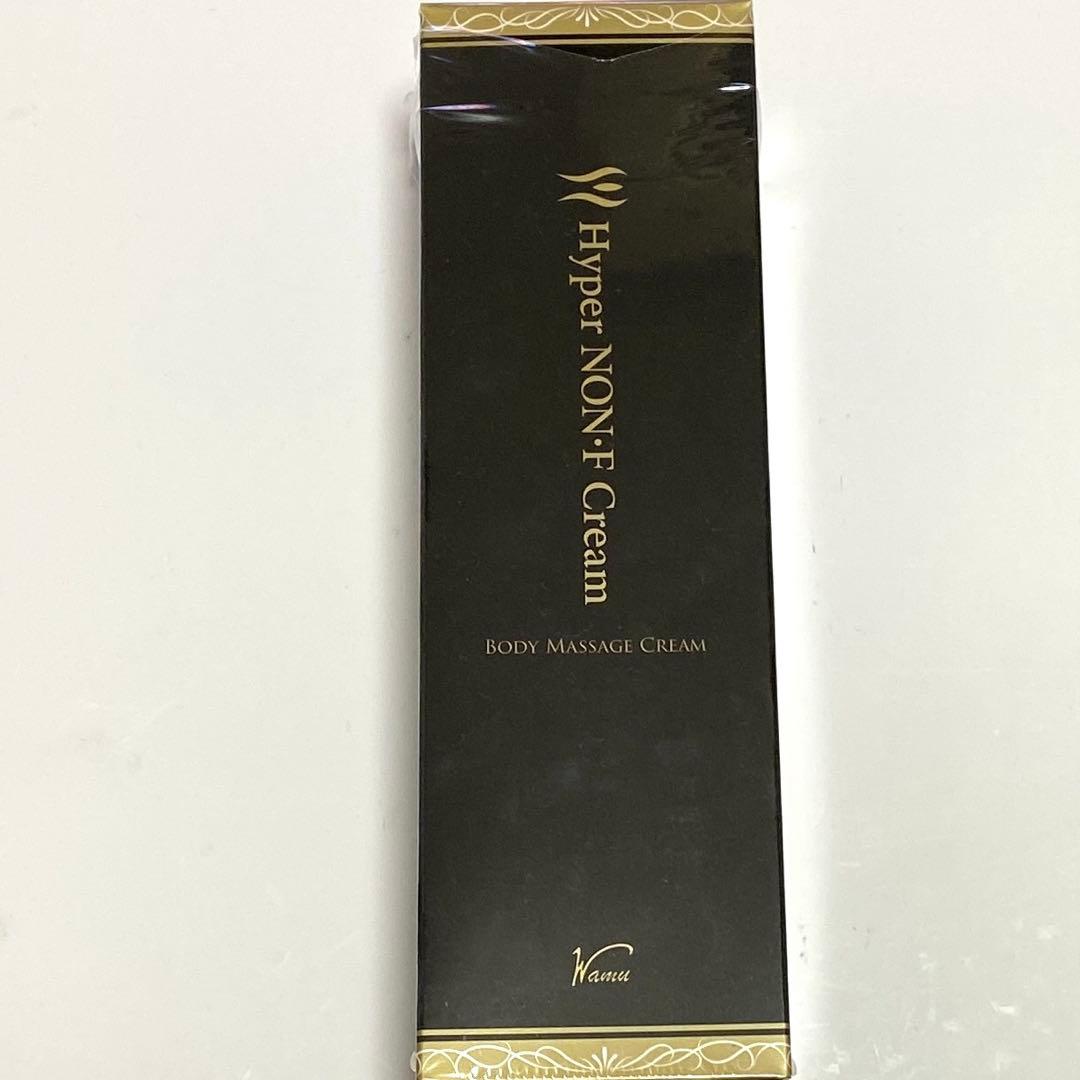 Hyper NON·F Cream
BODY MASSAGE CREAM
Wamu